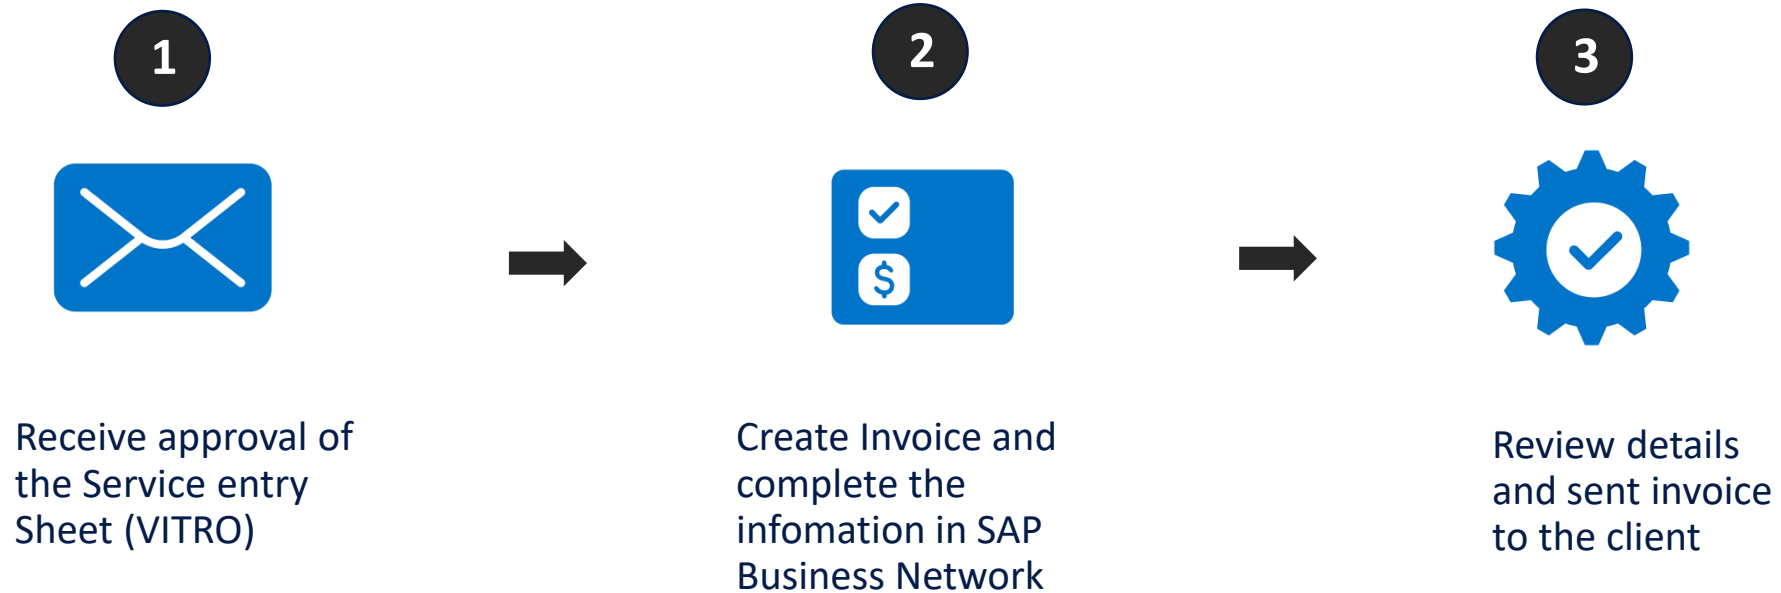 1
Receive approval of
the Service entry
Sheet (VITRO)
2
$
Create Invoice and
complete the
infomation in SAP
Business Network
3
Review details
and sent invoice
to the client